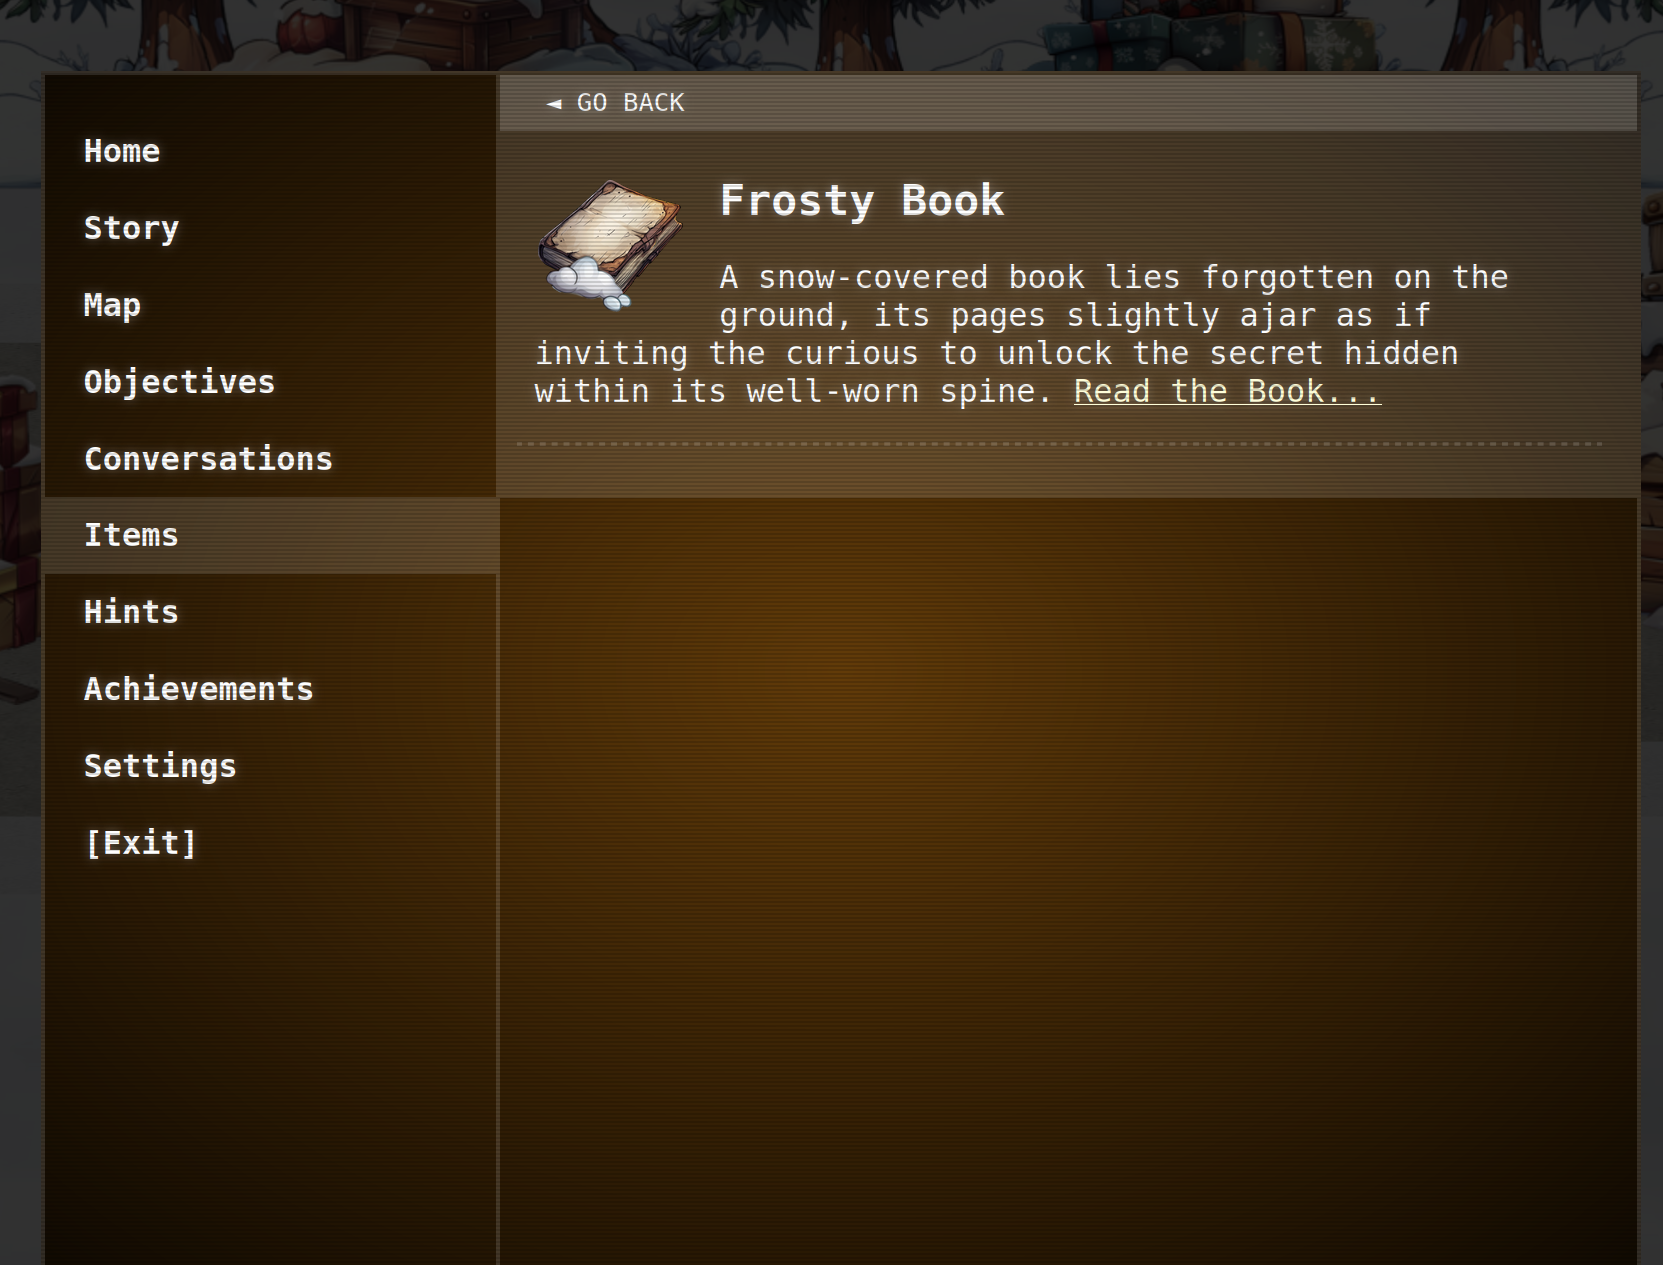 Home
Story
Map
Objectives
Conversations
Items
Hints
Achievements
Settings
[Exit]
◄ GO BACK
Frosty Book
A snow-covered book lies forgotten on the
ground, its pages slightly ajar as if
inviting the curious to unlock the secret hidden
within its well-worn spine. Read the Book...